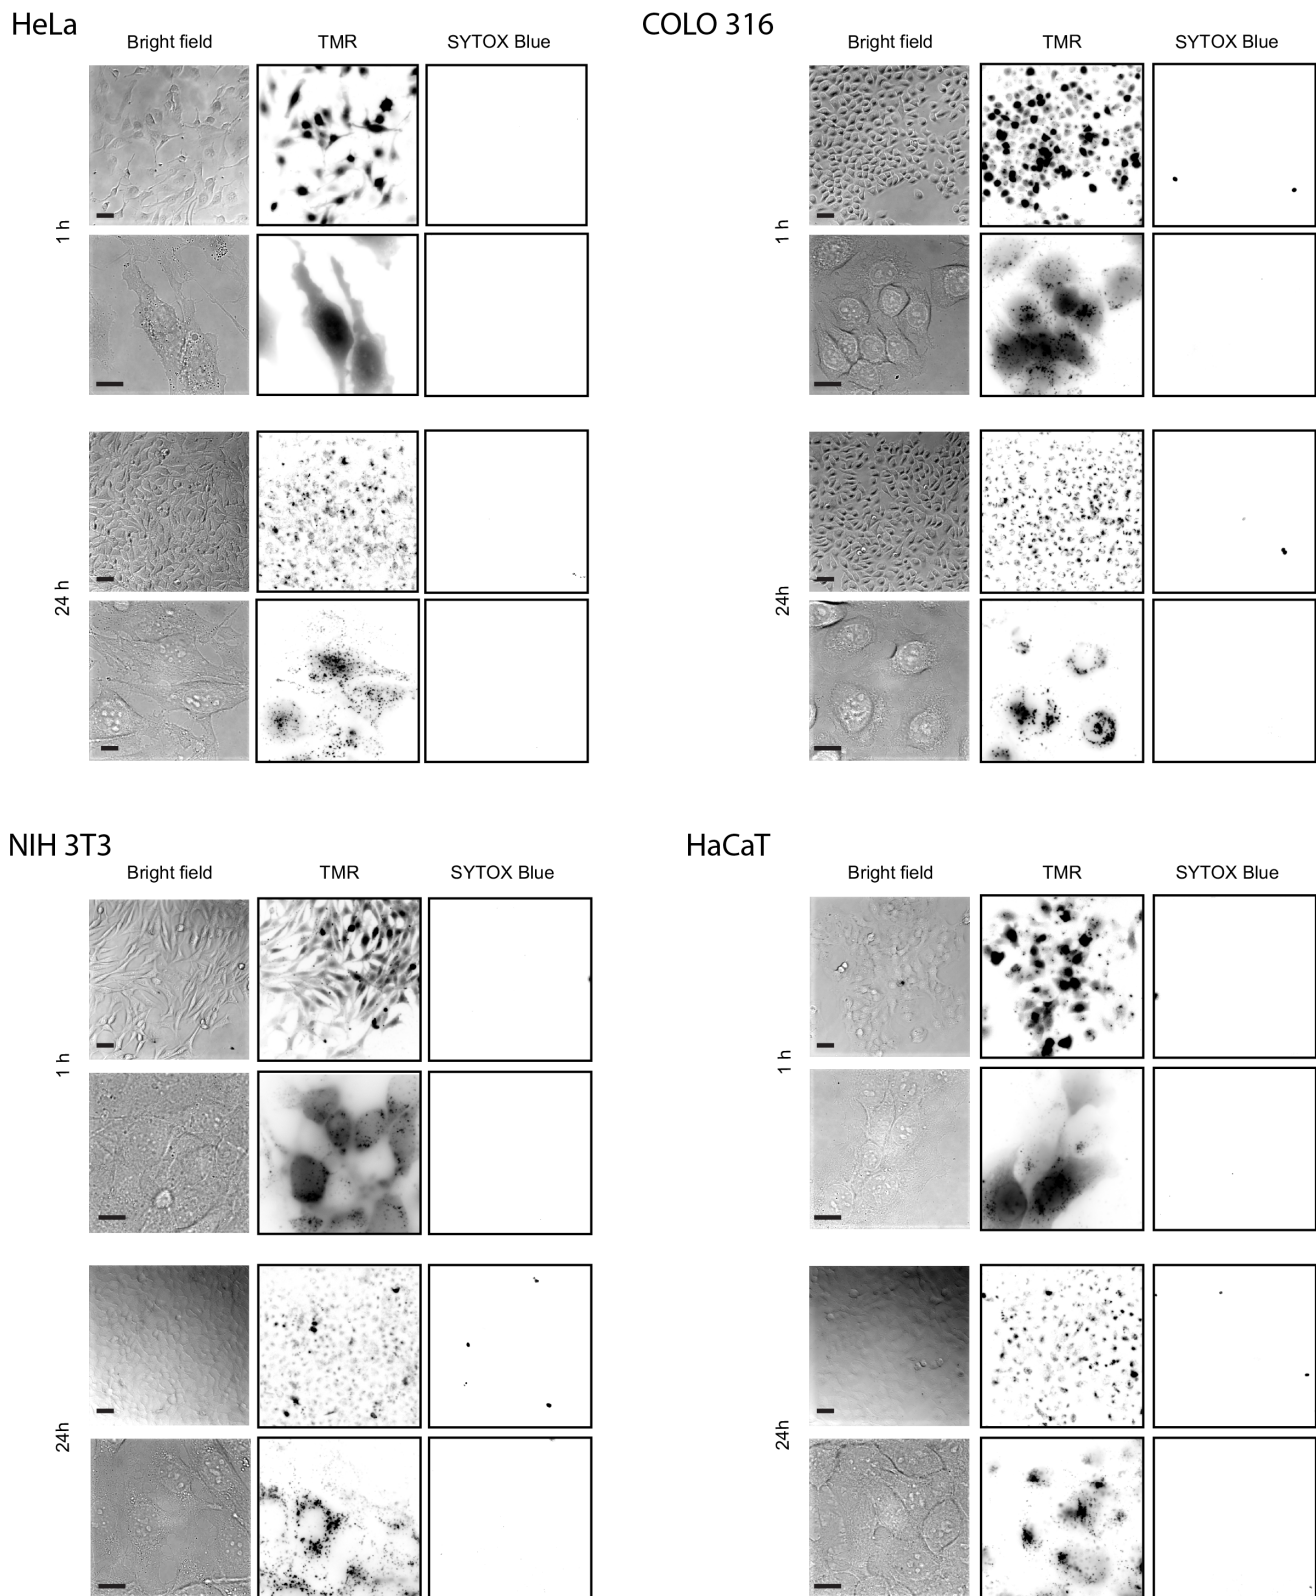 HeLa
Bright field TMR SYTOX Blue
1 h
24 h
COLO 316
Bright field TMR SYTOX Blue
1 h
24h
NIH 3T3
Bright field TMR SYTOX Blue
1 h
24h
HaCaT
Bright field TMR SYTOX Blue
1 h
24h